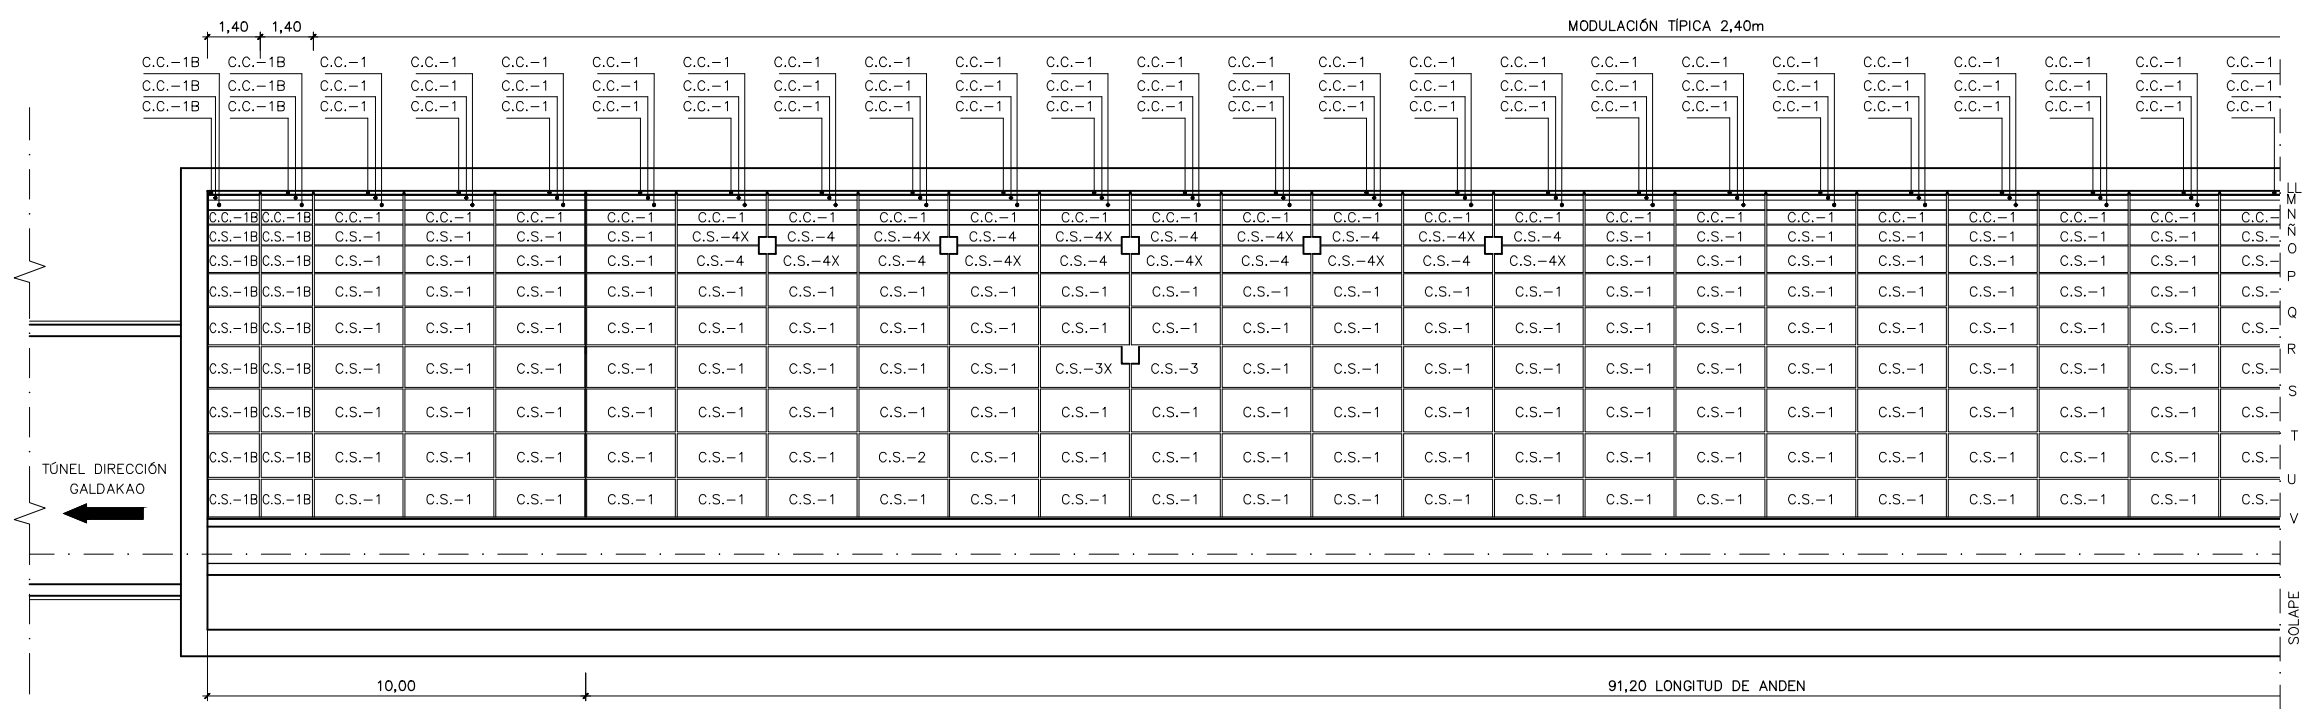 1,40 1,40 MODULACIÓN TÍPICA 2,40m
C.C.-1B C.C.-1B C.C.-1 C.C.-1 C.C.-1 C.C.-1 C.C.-1 C.C.-1 C.C.-1 C.C.-1 C.C.-1 C.C.-1 C.C.-1 C.C.-1 C.C.-1 C.C.-1 C.C.-1 C.C.-1 C.C.-1 C.C.-1 C.C.-1 C.C.-1 C.C.-1 C.C.-1
C.C.-1B C.C.-1B C.C.-1 C.C.-1 C.C.-1 C.C.-1 C.C.-1 C.C.-1 C.C.-1 C.C.-1 C.C.-1 C.C.-1 C.C.-1 C.C.-1 C.C.-1 C.C.-1 C.C.-1 C.C.-1 C.C.-1 C.C.-1 C.C.-1 C.C.-1 C.C.-1 C.C.-1
C.C.-1B C.C.-1B C.C.-1 C.C.-1 C.C.-1 C.C.-1 C.C.-1 C.C.-1 C.C.-1 C.C.-1 C.C.-1 C.C.-1 C.C.-1 C.C.-1 C.C.-1 C.C.-1 C.C.-1 C.C.-1 C.C.-1 C.C.-1 C.C.-1 C.C.-1 C.C.-1 C.C.-1
LL
M
C.C.-1B C.C.-1B C.C.-1 C.C.-1 C.C.-1 C.C.-1 C.C.-1 C.C.-1 C.C.-1 C.C.-1 C.C.-1 C.C.-1 C.C.-1 C.C.-1 C.C.-1 C.C.-1 C.C.-1 C.C.-1 C.C.-1 C.C.-1 C.C.-1 C.C.-1 C.C.-1 C.C.- N
Ñ
C.S.-1B C.S.-1B C.S.-1 C.S.-1 C.S.-1 C.S.-1 C.S.-4X C.S.-4 C.S.-4X C.S.-4 C.S.-4X C.S.-4 C.S.-4X C.S.-4 C.S.-4X C.S.-4 C.S.-1 C.S.-1 C.S.-1 C.S.-1 C.S.-1 C.S.-1 C.S.-1 C.S.-
O
C.S.-1B C.S.-1B C.S.-1 C.S.-1 C.S.-1 C.S.-1 C.S.-4 C.S.-4X C.S.-4 C.S.-4X C.S.-4 C.S.-4X C.S.-4 C.S.-4X C.S.-4 C.S.-4X C.S.-1 C.S.-1 C.S.-1 C.S.-1 C.S.-1 C.S.-1 C.S.-1 C.S.-
P
C.S.-1B C.S.-1B C.S.-1 C.S.-1 C.S.-1 C.S.-1 C.S.-1 C.S.-1 C.S.-1 C.S.-1 C.S.-1 C.S.-1 C.S.-1 C.S.-1 C.S.-1 C.S.-1 C.S.-1 C.S.-1 C.S.-1 C.S.-1 C.S.-1 C.S.-1 C.S.-1 C.S.-
Q
C.S.-1B C.S.-1B C.S.-1 C.S.-1 C.S.-1 C.S.-1 C.S.-1 C.S.-1 C.S.-1 C.S.-1 C.S.-1 C.S.-1 C.S.-1 C.S.-1 C.S.-1 C.S.-1 C.S.-1 C.S.-1 C.S.-1 C.S.-1 C.S.-1 C.S.-1 C.S.-1 C.S.-
R
C.S.-1B C.S.-1B C.S.-1 C.S.-1 C.S.-1 C.S.-1 C.S.-1 C.S.-1 C.S.-1 C.S.-1 C.S.-3X C.S.-3 C.S.-1 C.S.-1 C.S.-1 C.S.-1 C.S.-1 C.S.-1 C.S.-1 C.S.-1 C.S.-1 C.S.-1 C.S.-1 C.S.-
S
C.S.-1B C.S.-1B C.S.-1 C.S.-1 C.S.-1 C.S.-1 C.S.-1 C.S.-1 C.S.-1 C.S.-1 C.S.-1 C.S.-1 C.S.-1 C.S.-1 C.S.-1 C.S.-1 C.S.-1 C.S.-1 C.S.-1 C.S.-1 C.S.-1 C.S.-1 C.S.-1 C.S.-
T
C.S.-1B C.S.-1B C.S.-1 C.S.-1 C.S.-1 C.S.-1 C.S.-1 C.S.-1 C.S.-2 C.S.-1 C.S.-1 C.S.-1 C.S.-1 C.S.-1 C.S.-1 C.S.-1 C.S.-1 C.S.-1 C.S.-1 C.S.-1 C.S.-1 C.S.-1 C.S.-1 C.S.-
U
C.S.-1B C.S.-1B C.S.-1 C.S.-1 C.S.-1 C.S.-1 C.S.-1 C.S.-1 C.S.-1 C.S.-1 C.S.-1 C.S.-1 C.S.-1 C.S.-1 C.S.-1 C.S.-1 C.S.-1 C.S.-1 C.S.-1 C.S.-1 C.S.-1 C.S.-1 C.S.-1 C.S.-
V
TÚNEL DIRECCIÓN
GALDAKAO
SOLAPE
10,00 91,20 LONGITUD DE ANDEN